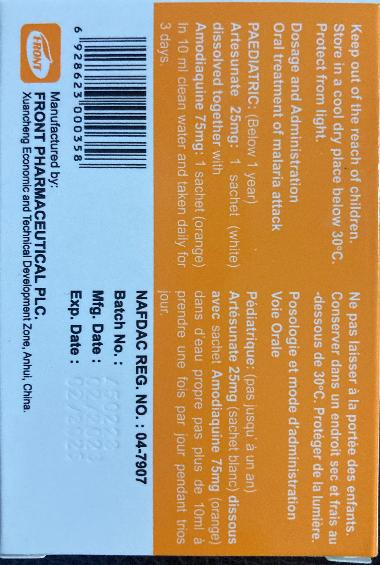 Keep out of the reach of children.
Store in a cool dry place below 30°C.
Protect from light.
Dosage and Administration
Oral treatment of malaria attack
PAEDIATRIC: (Below 1 year)
Artesunate 25mg: 1 sachet (white)
dissolved together with
Amodiaquine 75mg: 1 sachet (orange)
in 10 ml clean water and taken daily for
3 days.
Ne pas laisser à la portée des enfants.
Conserver dans un endroit sec et frais au
-dessous de 30°C. Protéger de la lumière.
Posologie et mode d'administration
Voie Orale
Pédiatrique: (pas jusqu'à un an)
Artésunate 25mg (sachet blanc) dissous
avec sachet Amodiaquine 75mg (orange)
dans d'eau propre pas plus de 10ml à
prendre une fois par jour pendant trios
jour.
6 928623 000358
NAFDAC REG. NO. : 04-7907
Batch No. :
Mfg. Date :
Exp. Date :
FRONT
Manufactured by:
FRONT PHARMACEUTICAL PLC.
Xuancheng Economic and Technical Development Zone, Anhui, China.